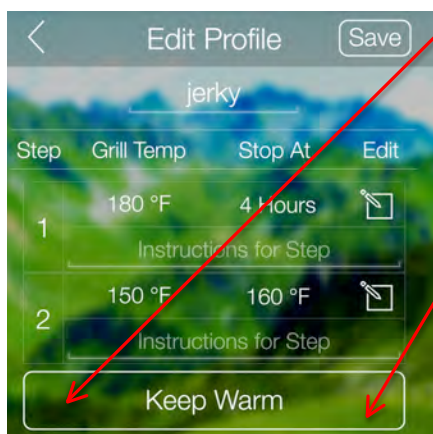 Edit Profile Save
jerky
Step Grill Temp Stop At Edit
1 180 °F 4 Hours
Instructions for Step
2 150 °F 160 °F
Instructions for Step
Keep Warm